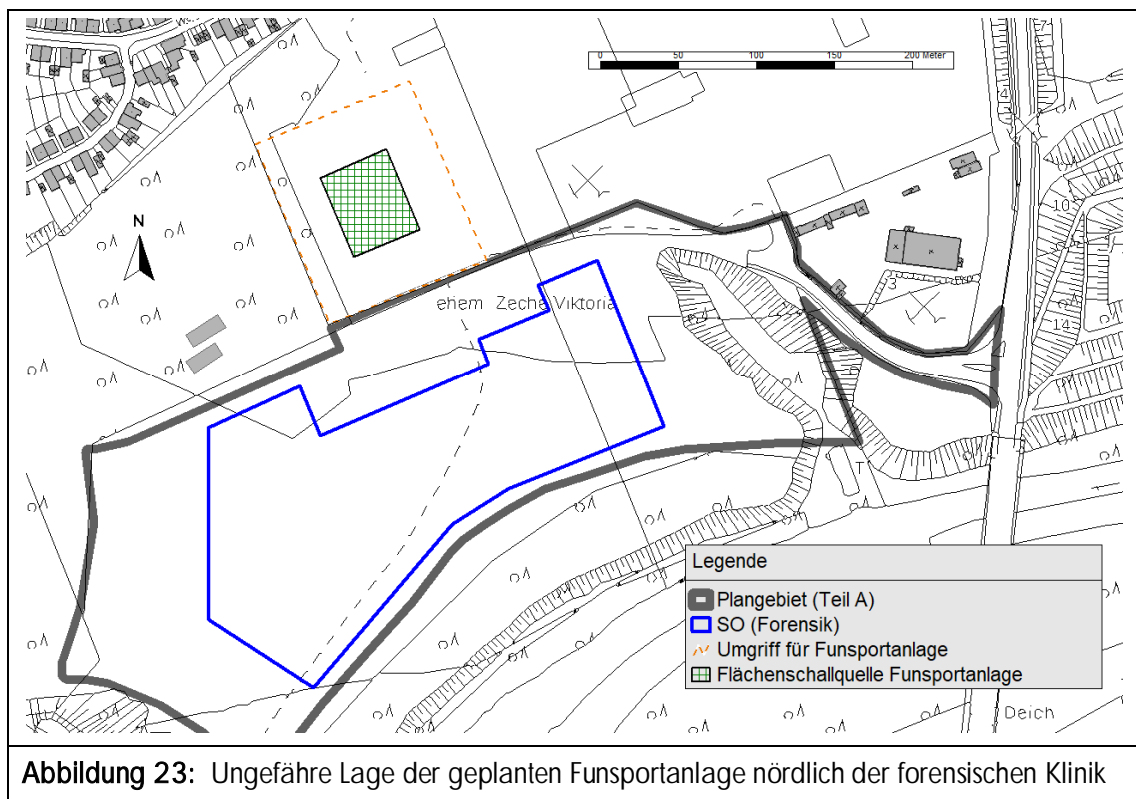 0 50 100 150 200 Meter
7
4
N
10
3
ehem Zeche Viktoria
14
T
Legende
Plangebiet (Teil A)
SO (Forensik)
Umgriff für Funsportanlage
Flächenschallquelle Funsportanlage
Deich
Abbildung 23: Ungefähre Lage der geplanten Funsportanlage nördlich der forensischen Klinik